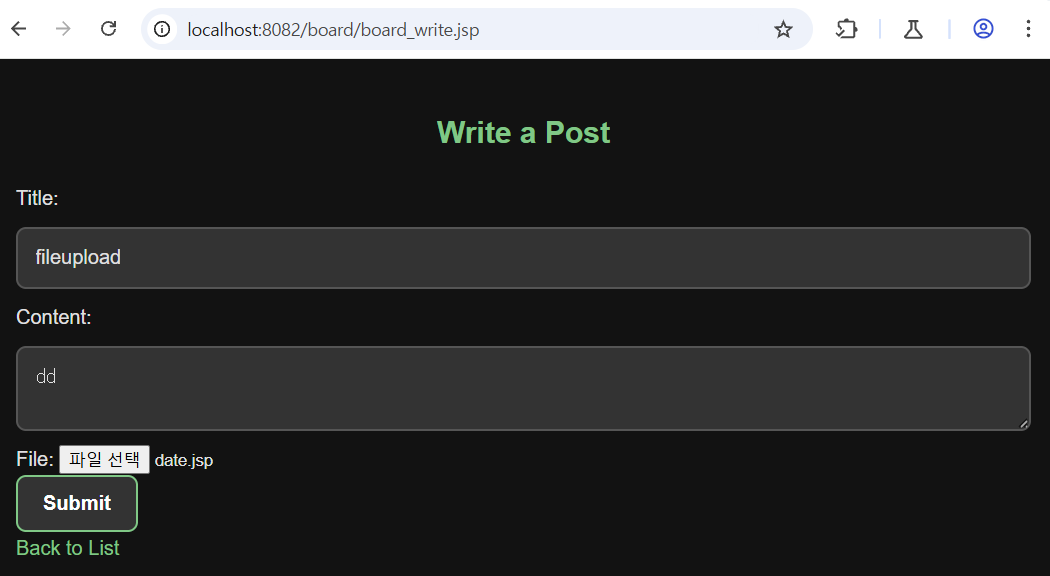 localhost:8082/board/board_write.jsp
Write a Post
Title:
fileupload
Content:
dd
File: 파일 선택 date.jsp
Submit
Back to List